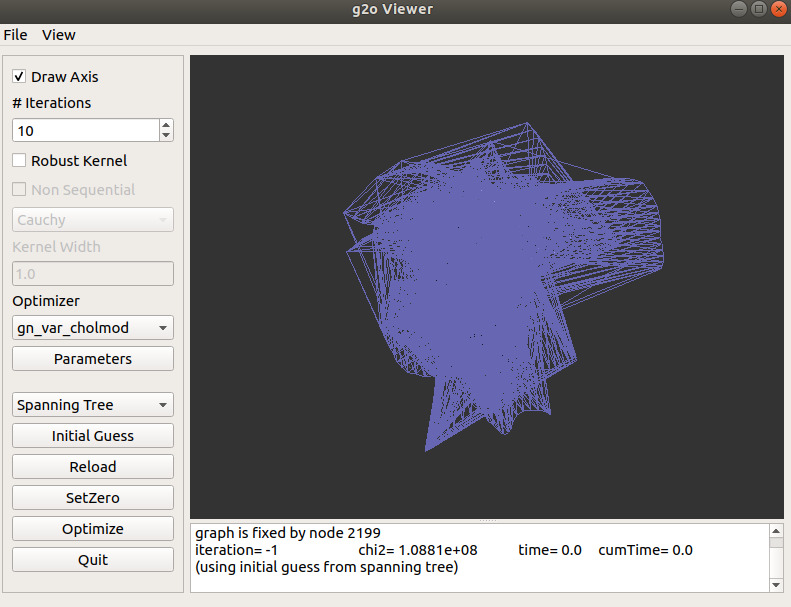 g2o Viewer
File View
Draw Axis
# Iterations
10
Robust Kernel
Non Sequential
Cauchy
Kernel Width
1.0
Optimizer
gn_var_cholmod
Parameters
Spanning Tree
Initial Guess
Reload
SetZero
Optimize
Quit
graph is fixed by node 2199
iteration= -1 chi2= 1.0881e+08 time= 0.0 cumTime= 0.0
(using initial guess from spanning tree)